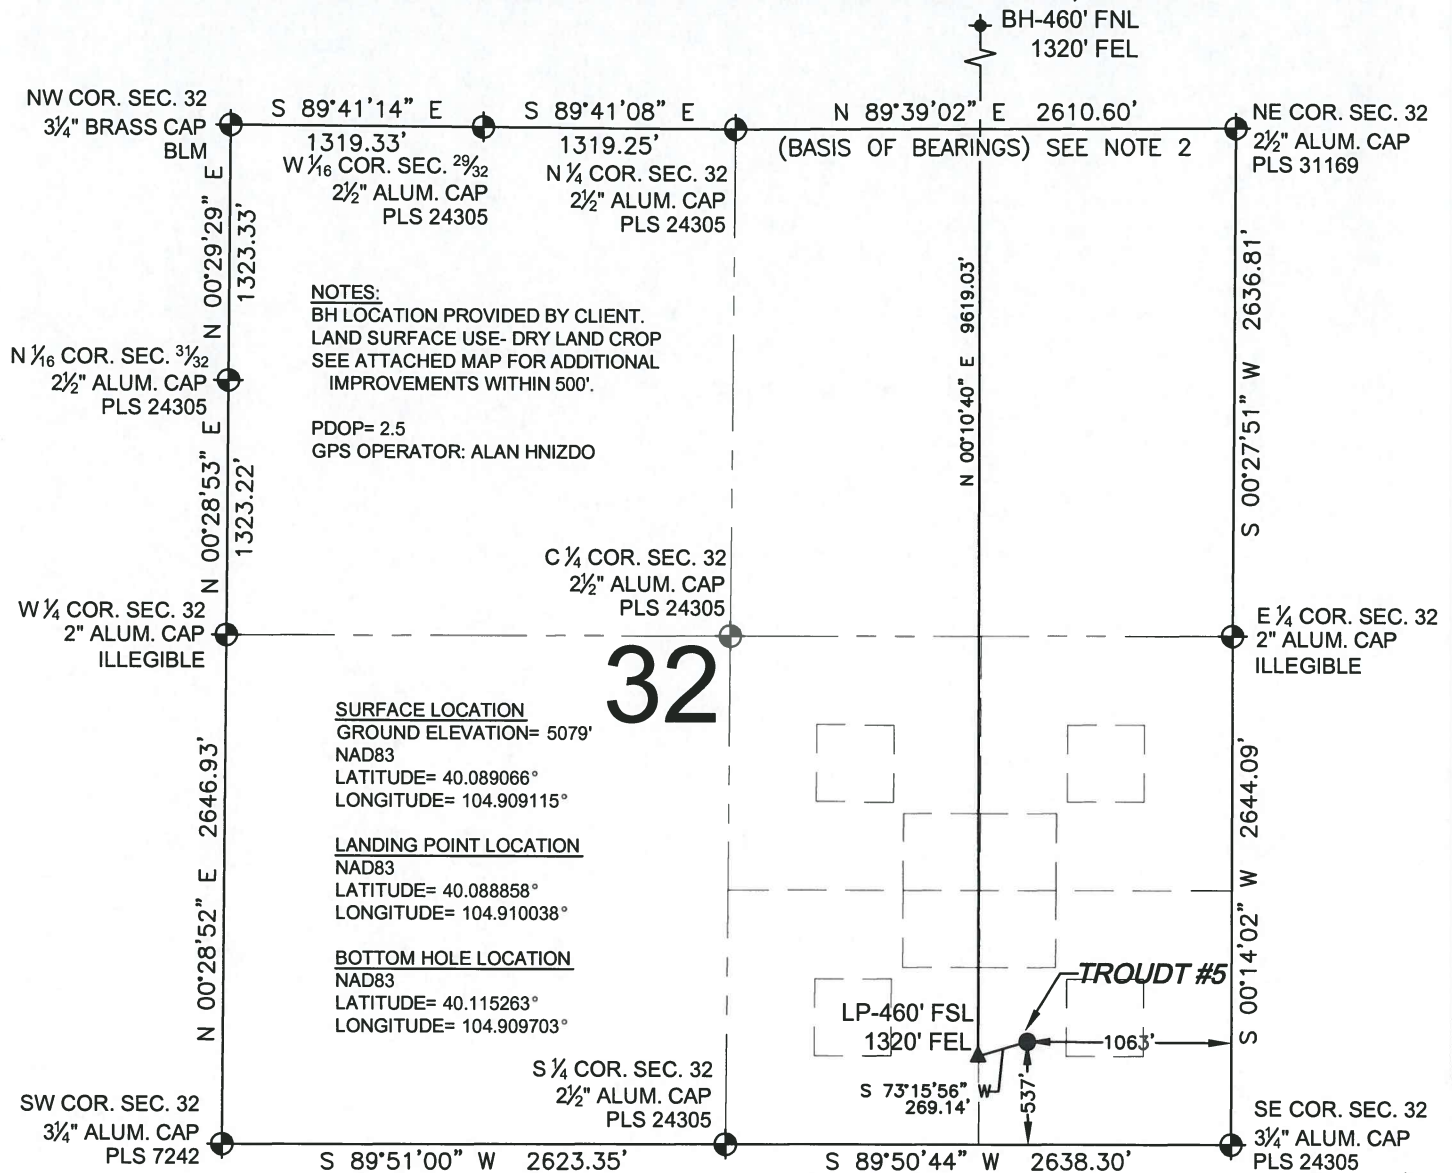 BH-460' FNL
1320' FEL
NW COR. SEC. 32
3¼" BRASS CAP
BLM
S 89°41'14" E
1319.33'
W 1⁄16 COR. SEC. 29⁄32
2½" ALUM. CAP
PLS 24305
S 89°41'08" E
1319.25'
N ¼ COR. SEC. 32
2½" ALUM. CAP
PLS 24305
N 89°39'02" E 2610.60'
(BASIS OF BEARINGS) SEE NOTE 2
NE COR. SEC. 32
2½" ALUM. CAP
PLS 31169
N 00°29'29" E
1323.33'
NOTES:
BH LOCATION PROVIDED BY CLIENT.
LAND SURFACE USE- DRY LAND CROP
SEE ATTACHED MAP FOR ADDITIONAL
IMPROVEMENTS WITHIN 500'.
PDOP= 2.5
GPS OPERATOR: ALAN HNIZDO
N 00°10'40" E 9619.03'
S 00°27'51" W 2636.81'
N 1⁄16 COR. SEC. 31⁄32
2½" ALUM. CAP
PLS 24305
N 00°28'53" E
1323.22'
C ¼ COR. SEC. 32
2½" ALUM. CAP
PLS 24305
W ¼ COR. SEC. 32
2" ALUM. CAP
ILLEGIBLE
E ¼ COR. SEC. 32
2" ALUM. CAP
ILLEGIBLE
32
SURFACE LOCATION
GROUND ELEVATION= 5079'
NAD83
LATITUDE= 40.089066°
LONGITUDE= 104.909115°
LANDING POINT LOCATION
NAD83
LATITUDE= 40.088858°
LONGITUDE= 104.910038°
BOTTOM HOLE LOCATION
NAD83
LATITUDE= 40.115263°
LONGITUDE= 104.909703°
N 00°28'52" E 2646.93'
S 00°14'02" W 2644.09'
TROUDT #5
LP-460' FSL
1320' FEL
1063'
S 73°15'56" W
269.14'
537'
S ¼ COR. SEC. 32
2½" ALUM. CAP
PLS 24305
SW COR. SEC. 32
3¼" ALUM. CAP
PLS 7242
SE COR. SEC. 32
3¼" ALUM. CAP
PLS 24305
S 89°51'00" W 2623.35'
S 89°50'44" W 2638.30'